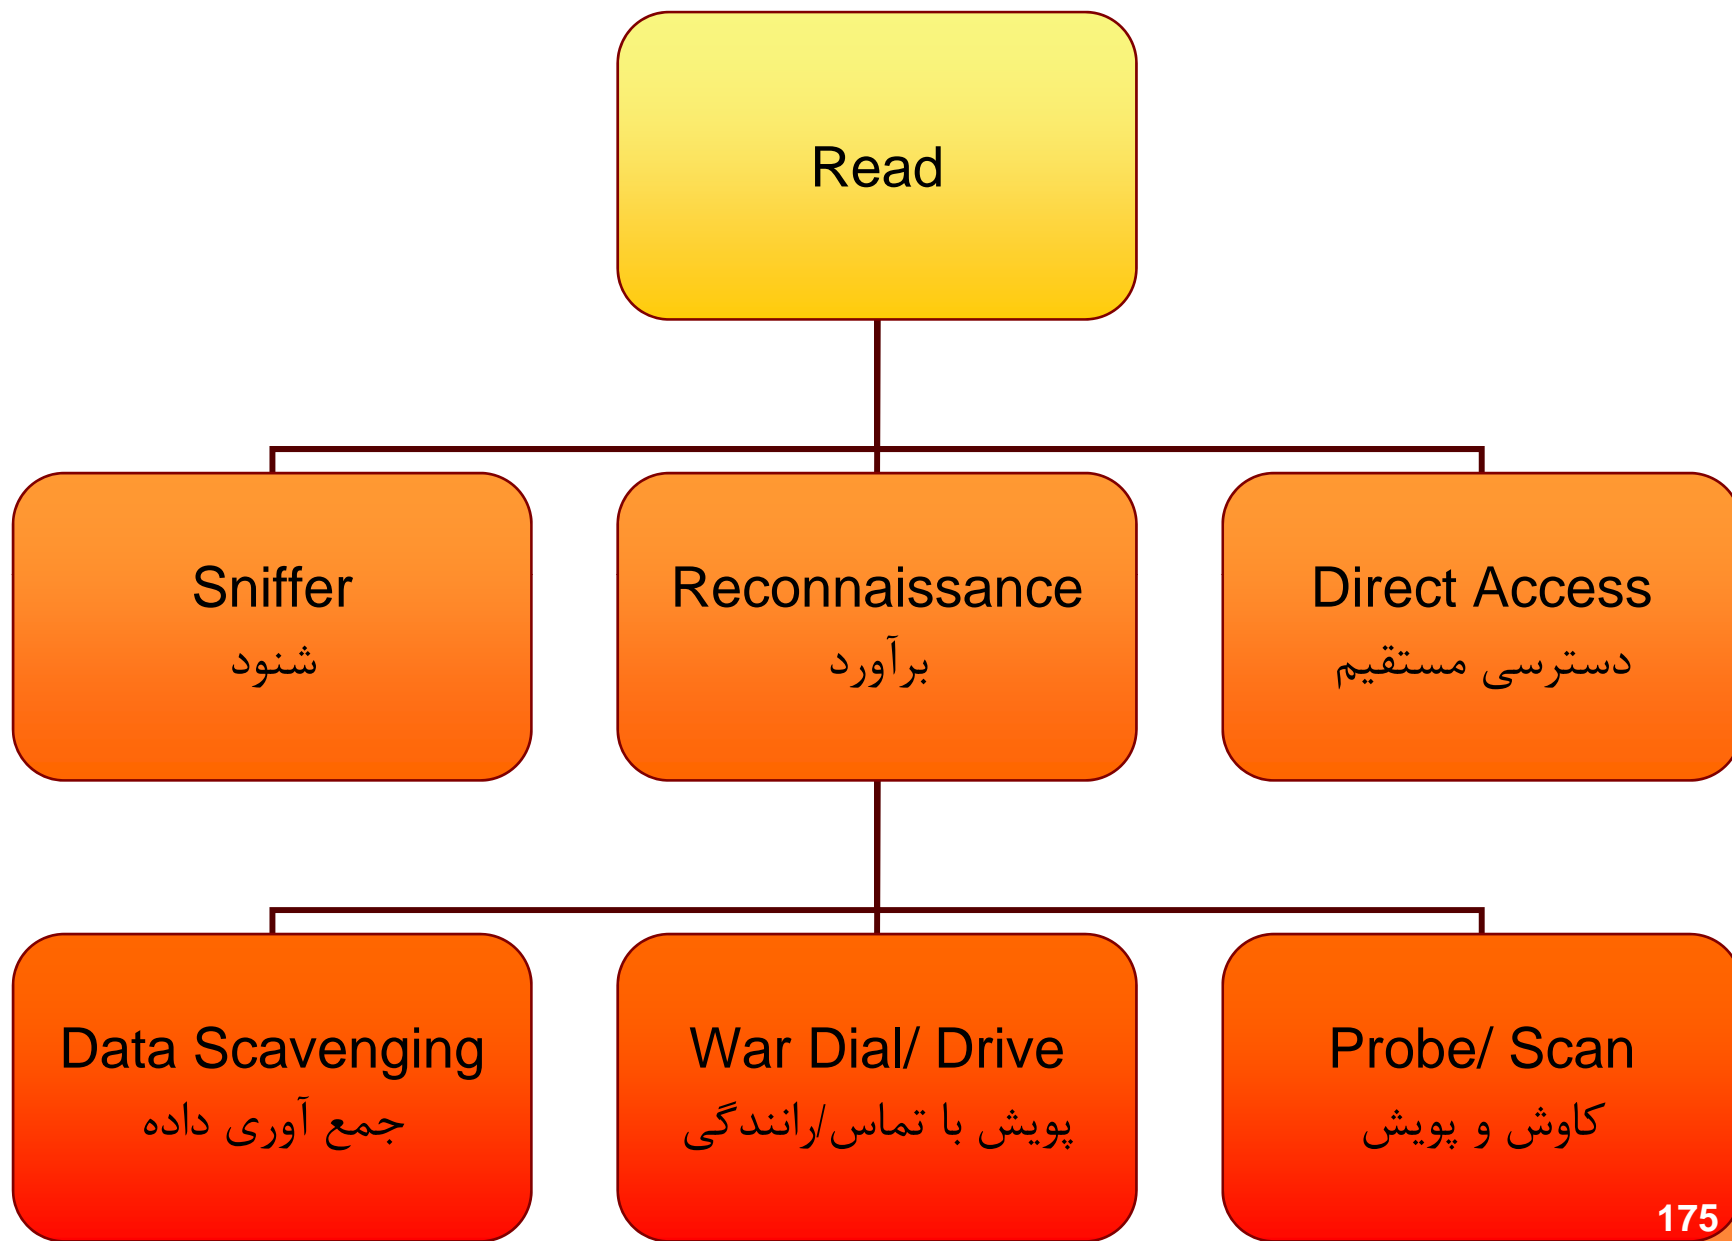 Read
Sniffer
شنود
Reconnaissance
برآورد
Direct Access
دسترسی مستقیم
Data Scavenging
جمع آوری داده
War Dial/ Drive
پویش با تماس/رانندگی
Probe/ Scan
کاوش و پویش
175